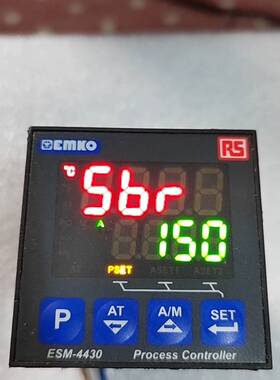 EMKO RS
°C Sbr
A 150
PSET ASET1 ASET2
P AT A/M SET
ESM-4430 Process Controller